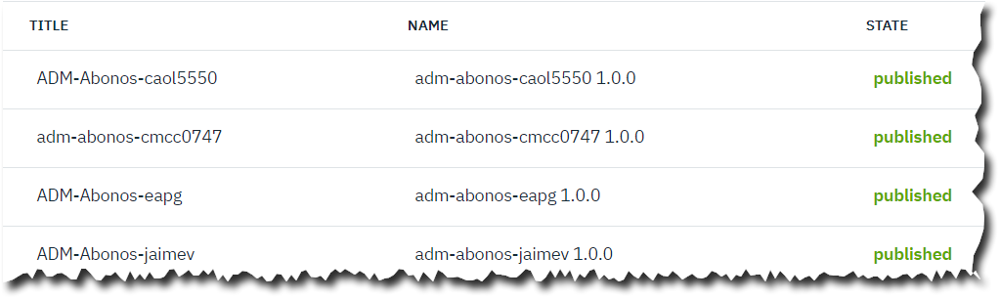 TITLE NAME STATE
ADM-Abonos-caol5550 adm-abonos-caol5550 1.0.0 published
adm-abonos-cmcc0747 adm-abonos-cmcc0747 1.0.0 published
ADM-Abonos-eapg adm-abonos-eapg 1.0.0 published
ADM-Abonos-jaimev adm-abonos-jaimev 1.0.0 published